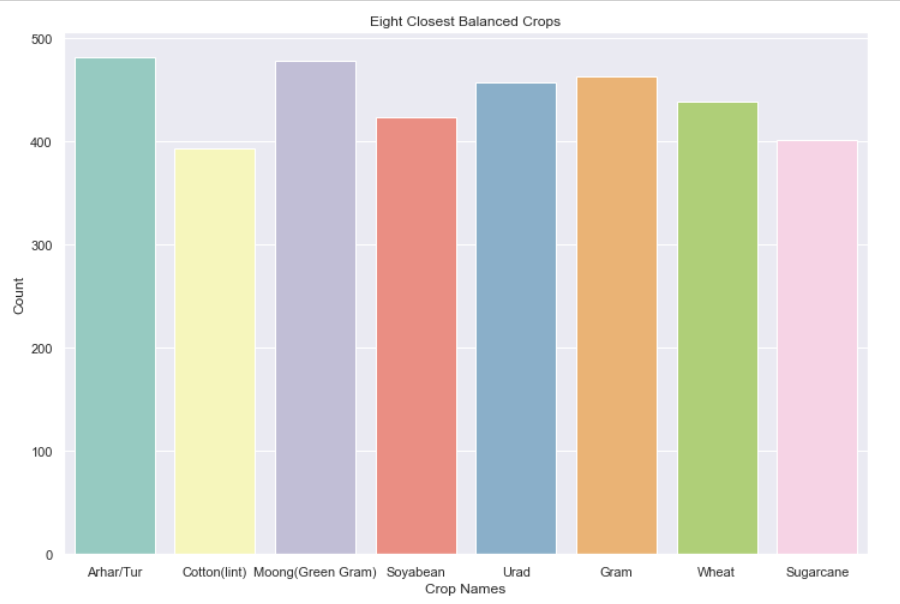 Eight Closest Balanced Crops
500
400
300
200
100
0
Count
Arhar/Tur Cotton(lint) Moong(Green Gram) Soyabean Urad Gram Wheat Sugarcane
Crop Names